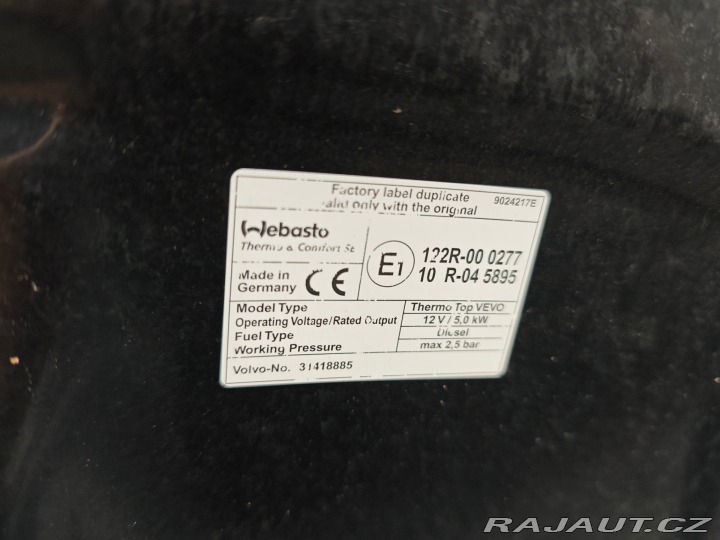 Factory label duplicate
valid only with the original
9024217E
Webasto
Thermo & Comfort SE
Made in
Germany
CE
E1
122R-00 0277
10 R-04 5895
Model Type
Thermo Top VEVO
Operating Voltage/Rated Output
12 V / 5,0 kW
Fuel Type
Diesel
Working Pressure
max 2,5 bar
Volvo-No. 31418885
RAJAUT.CZ